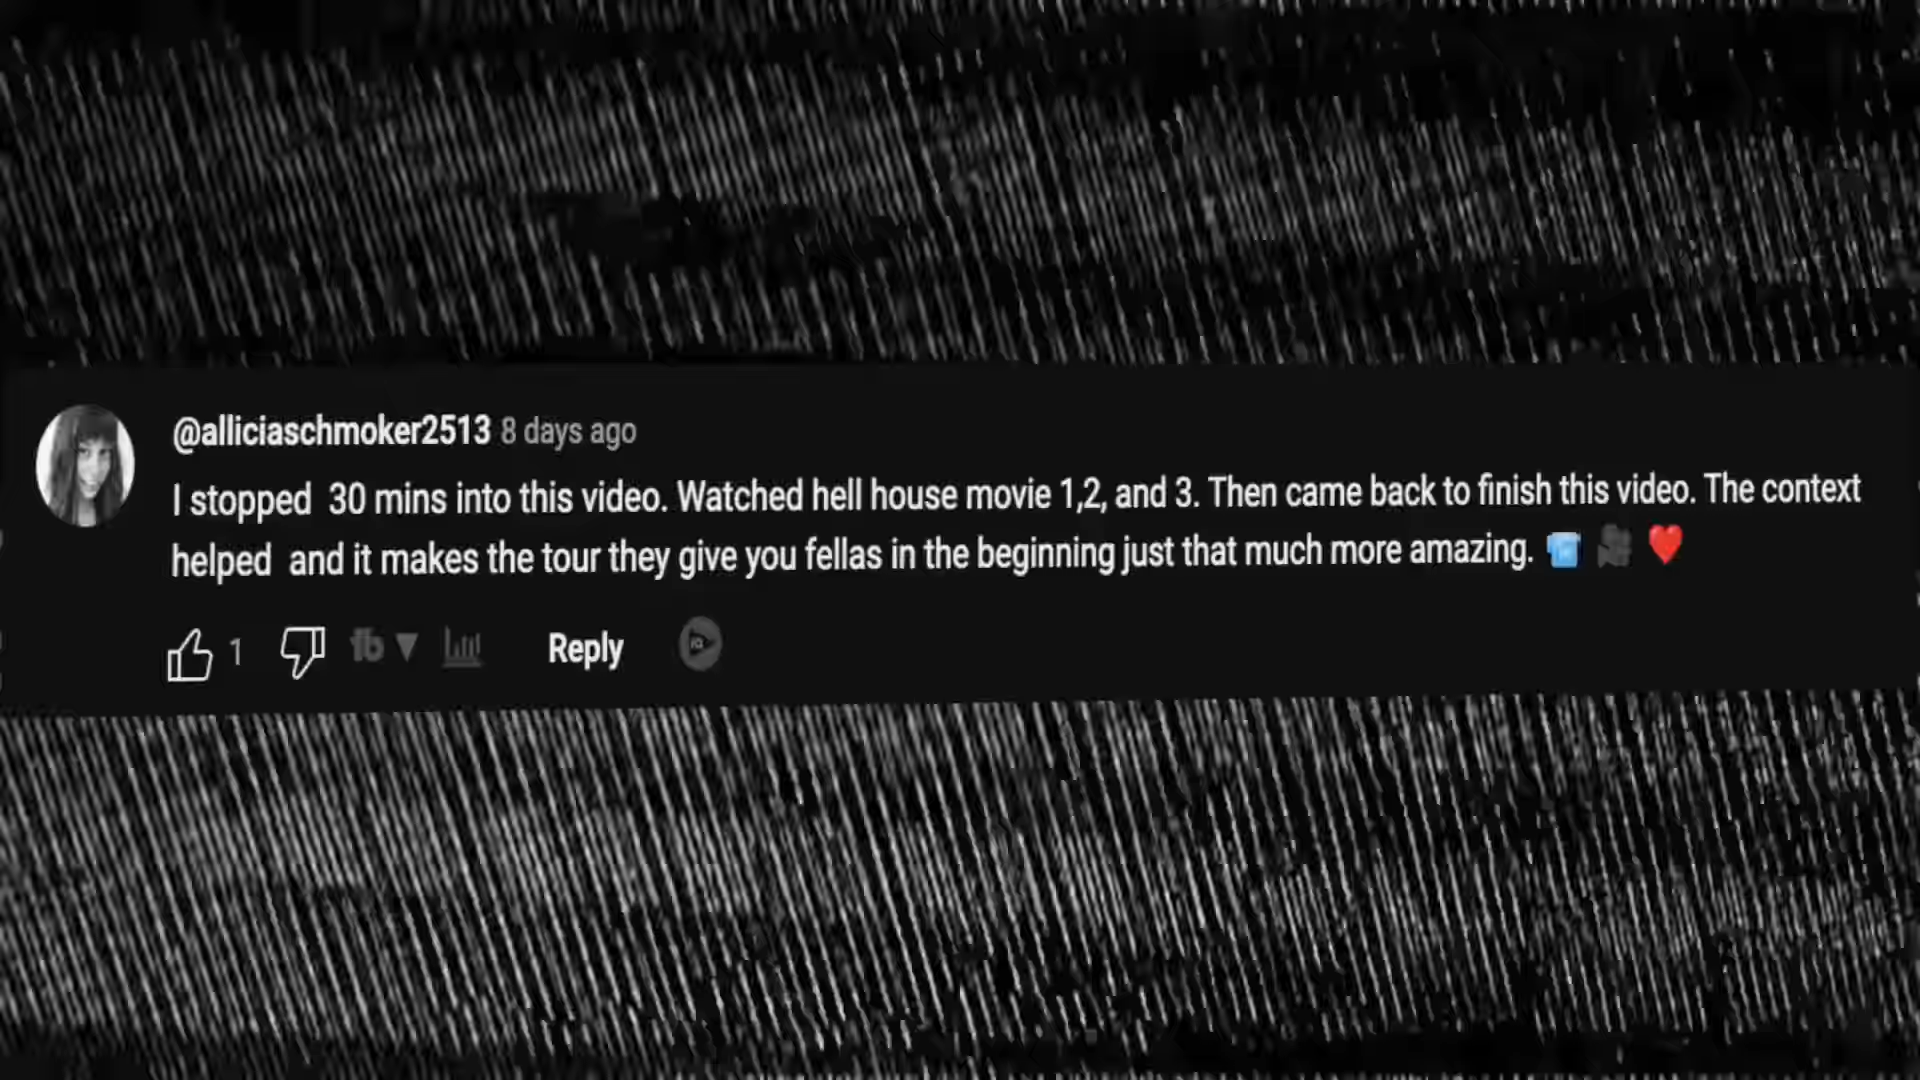 @alliciaschmoker2513 8 days ago
I stopped  30 mins into this video. Watched hell house movie 1,2, and 3. Then came back to finish this video. The context
helped  and it makes the tour they give you fellas in the beginning just that much more amazing. 🧊 🎥 ❤️
1 tb Reply